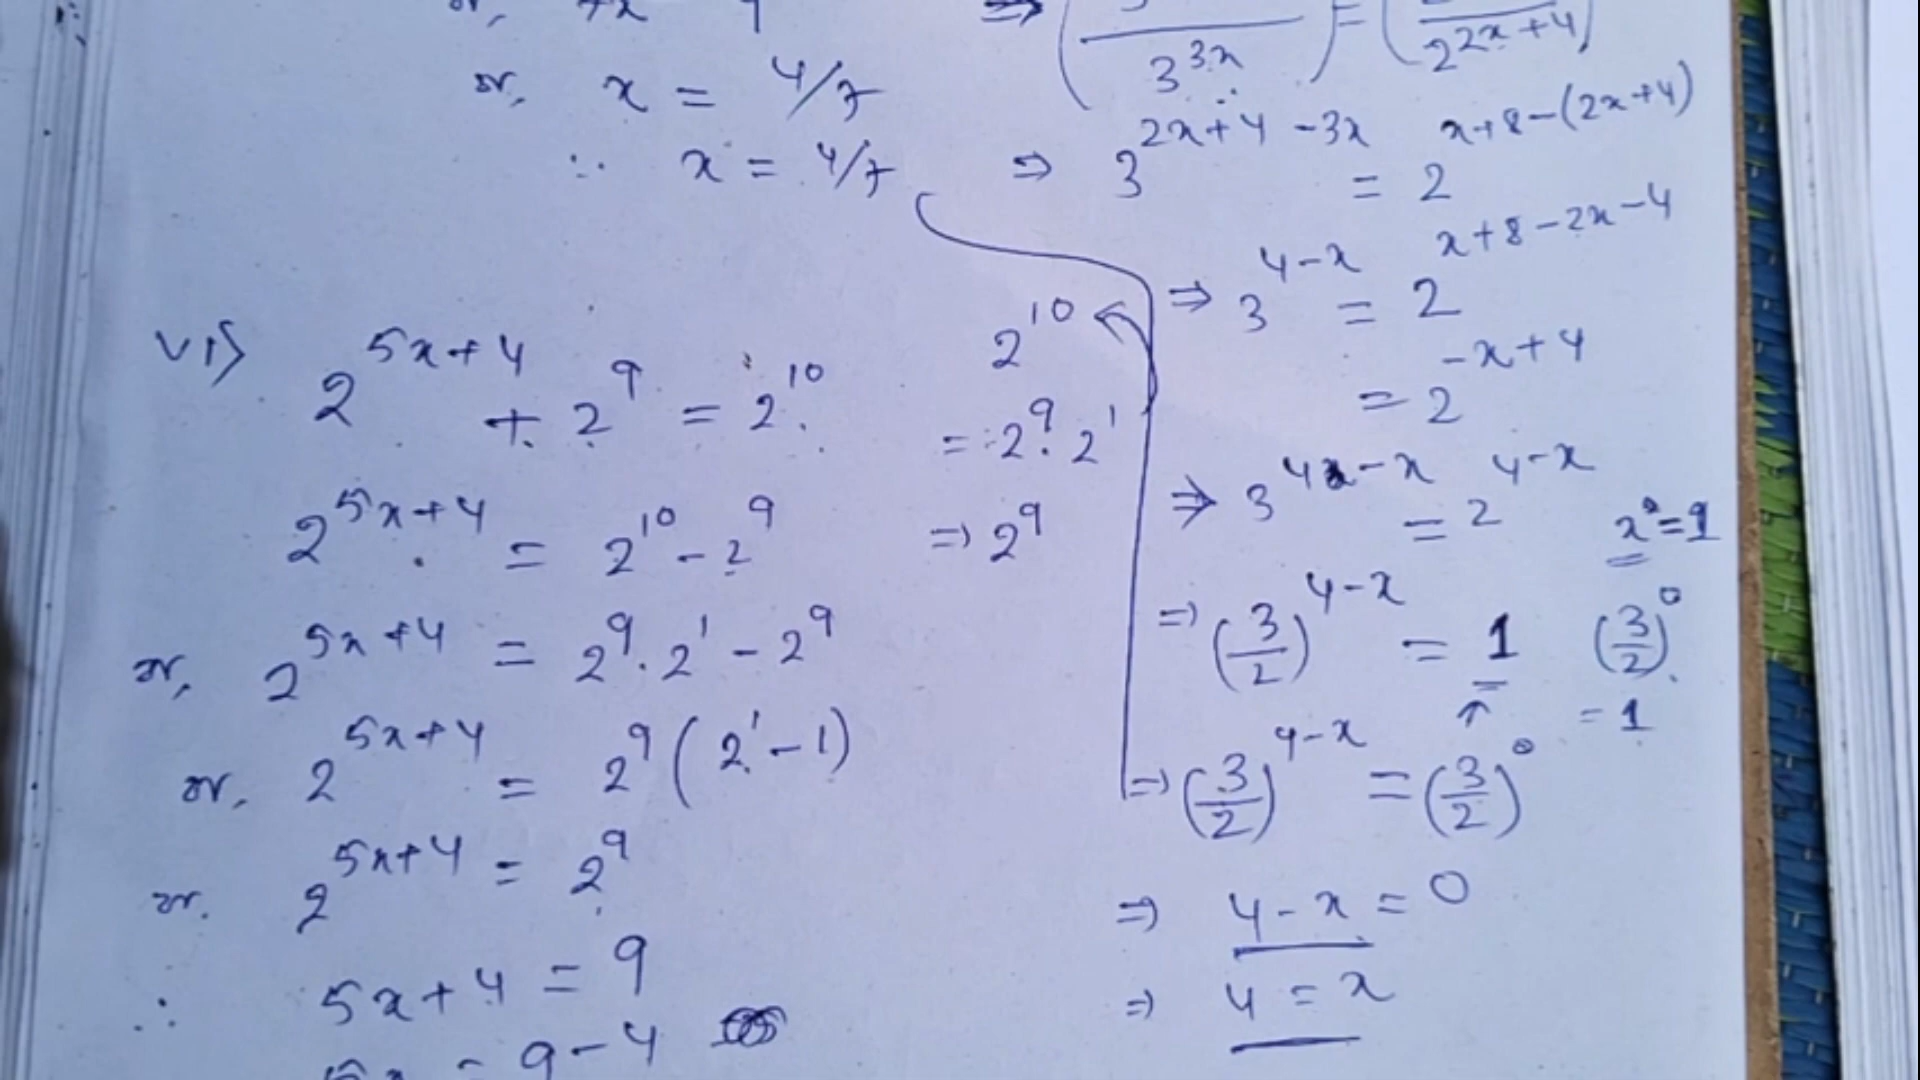 x = 4/7
∴ x = 4/7
VI) 2^{5x+4} + 2^9 = 2^{10}
2^{5x+4} = 2^{10} - 2^9
or, 2^{5x+4} = 2^9 . 2^1 - 2^9
or, 2^{5x+4} = 2^9 (2^1 - 1)
or. 2^{5x+4} = 2^9
∴ 5x+4 = 9
5x = 9-4
2^{10}
= 2^9 . 2^1
⇒ 2^9
3^{3x}
2^{2x+4}
⇒ 3^{2x+4-3x} = 2^{x+8-(2x+4)}
⇒ 3^{4-x} = 2^{x+8-2x-4}
= 2^{-x+4}
⇒ 3^{4-x} = 2^{4-x}
⇒ (3/2)^{4-x} = 1
⇒ (3/2)^{4-x} = (3/2)^0
⇒ 4-x = 0
⇒ 4 = x
x^0 = 1
(3/2)^0
= 1